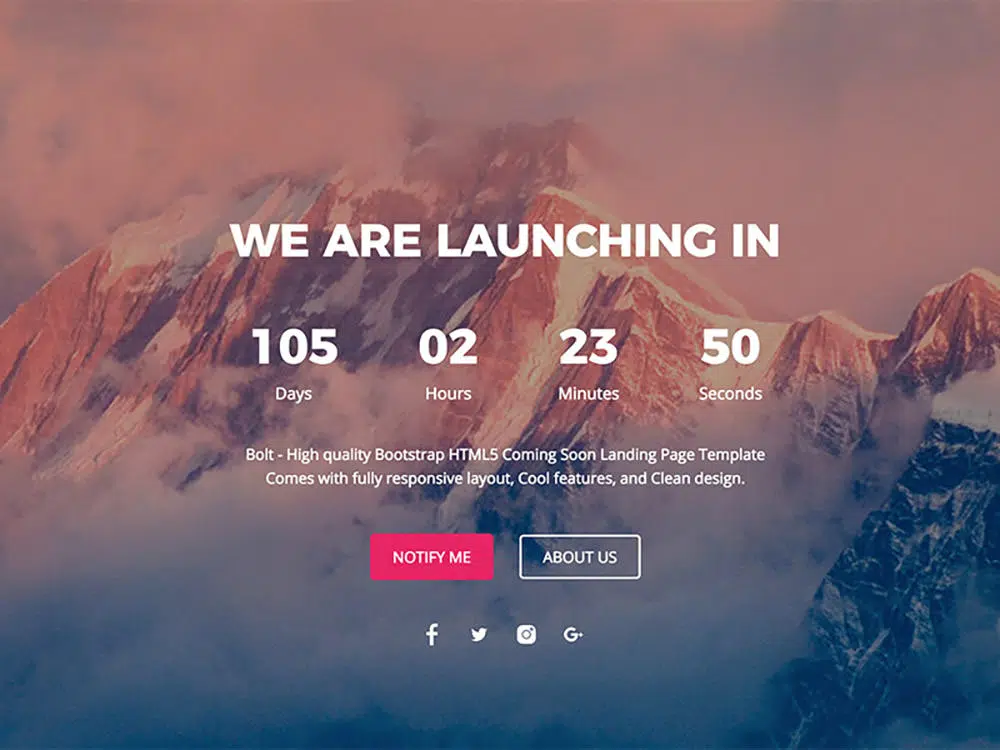 WE ARE LAUNCHING IN
105 02 23 50
Days Hours Minutes Seconds
Bolt - High quality Bootstrap HTML5 Coming Soon Landing Page Template
Comes with fully responsive layout, Cool features, and Clean design.
NOTIFY ME ABOUT US